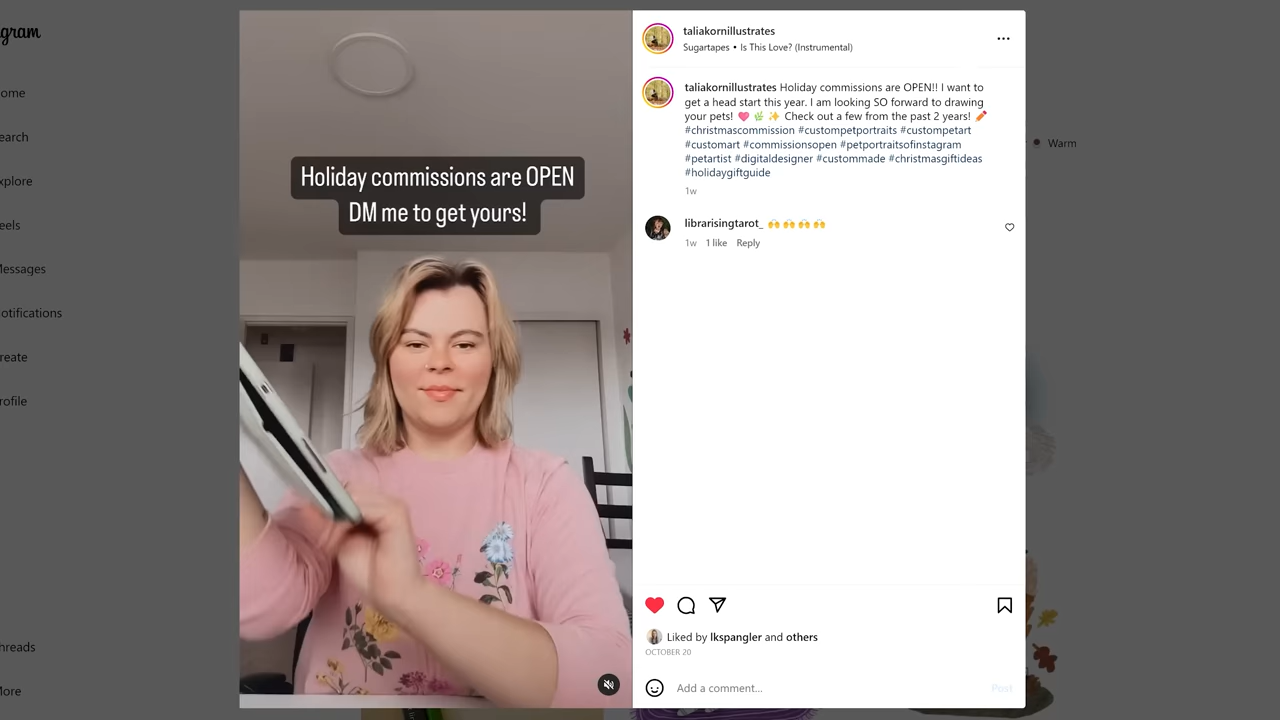 gram
ome
earch
xplore
eels
Messages
otifications
reate
rofile
hreads
More
Holiday commissions are OPEN
DM me to get yours!
taliakornillustrates
Sugartapes • Is This Love? (Instrumental)
taliakornillustrates Holiday commissions are OPEN!! I want to
get a head start this year. I am looking SO forward to drawing
your pets! 💗 🌿 ✨ Check out a few from the past 2 years! ✏️
#christmascommission #custompetportraits #custompetart
#customart #commissionsopen #petportraitsofinstagram
#petartist #digitaldesigner #custommade #christmasgiftideas
#holidaygiftguide
1w
librarisingtarot_ 🙌 🙌 🙌 🙌
1w 1 like Reply
Liked by lkspangler and others
OCTOBER 20
Add a comment...
Post
Warm